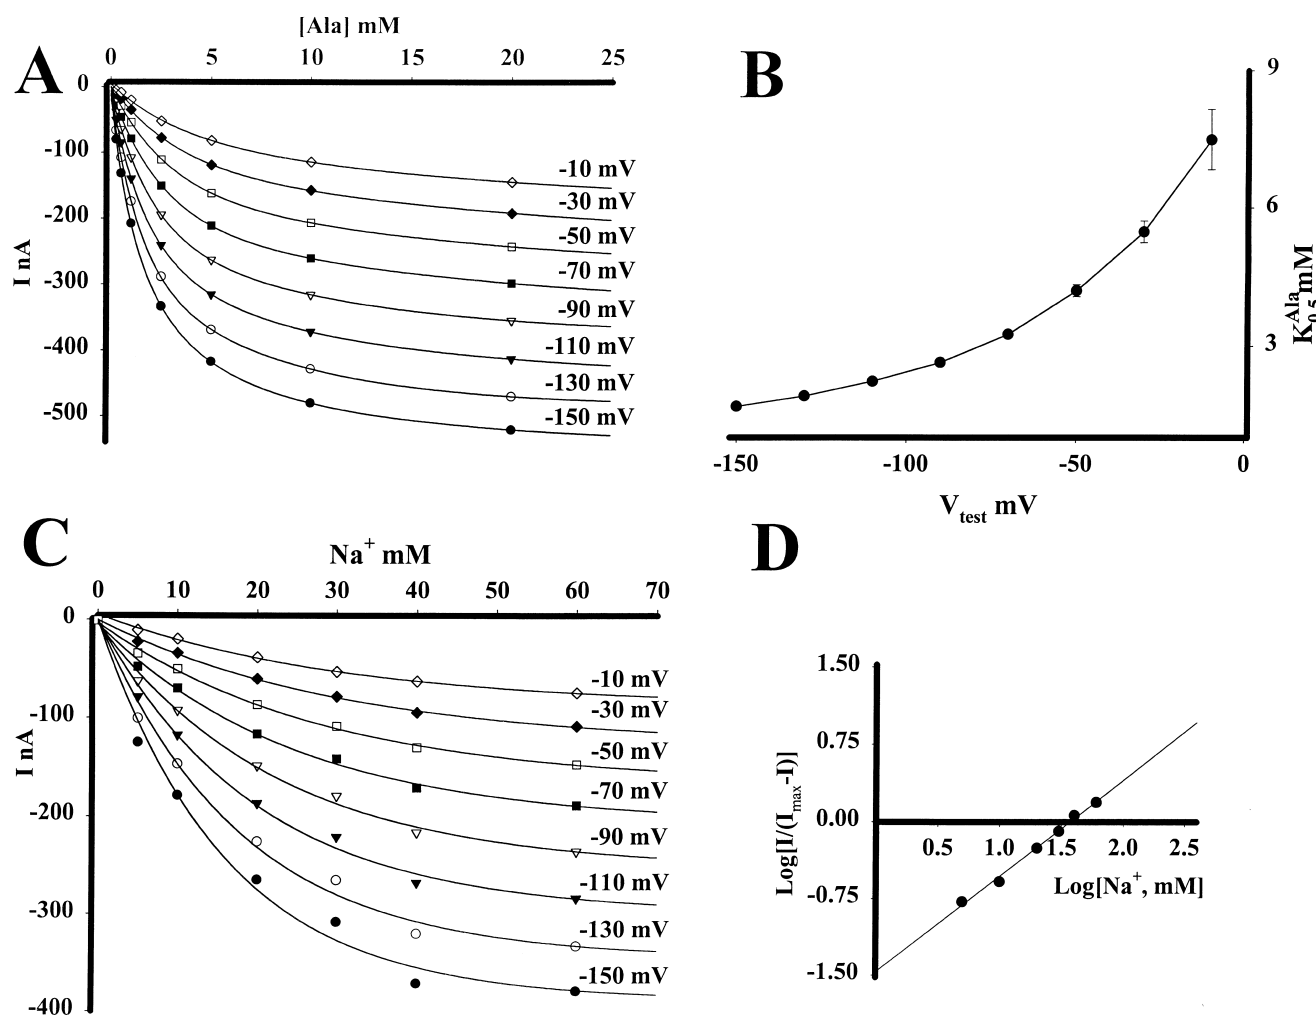 A
[Ala] mM
0 5 10 15 20 25
0
-100
-200
-300
-400
-500
I nA
-10 mV
-30 mV
-50 mV
-70 mV
-90 mV
-110 mV
-130 mV
-150 mV
B
9
6
3
K0.5Ala mM
-150 -100 -50 0
Vtest mV
C
Na+ mM
0 10 20 30 40 50 60 70
0
-100
-200
-300
-400
I nA
-10 mV
-30 mV
-50 mV
-70 mV
-90 mV
-110 mV
-130 mV
-150 mV
D
1.50
0.75
0.00
-0.75
-1.50
Log[I/(Imax-I)]
0.5 1.0 1.5 2.0 2.5
Log[Na+, mM]